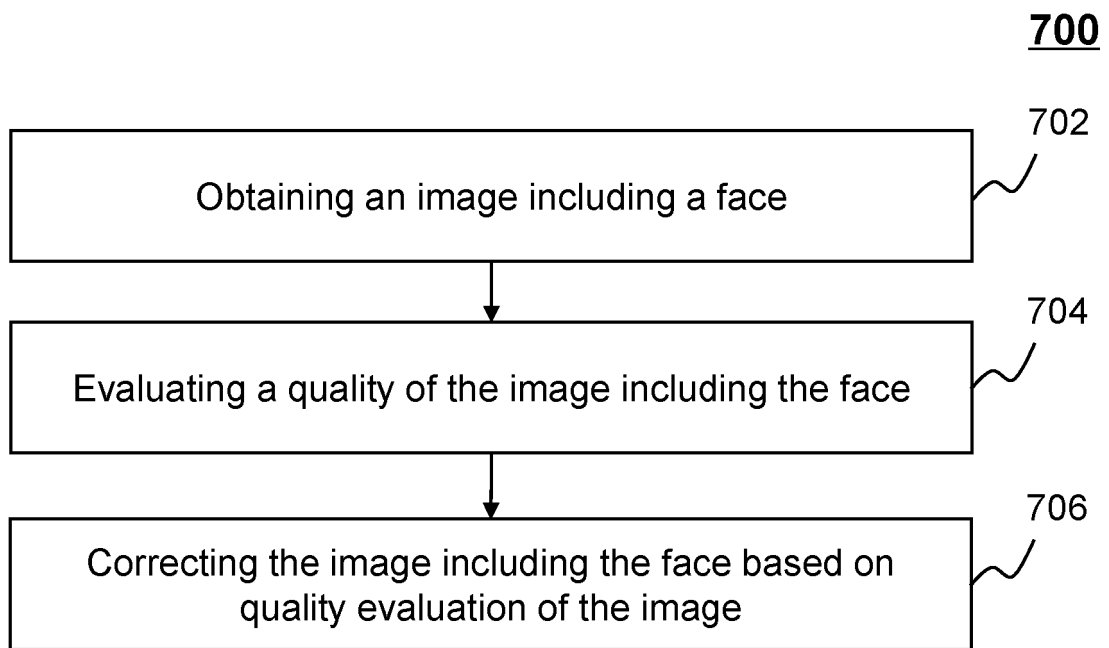 700
702
Obtaining an image including a face
704
Evaluating a quality of the image including the face
706
Correcting the image including the face based on
quality evaluation of the image